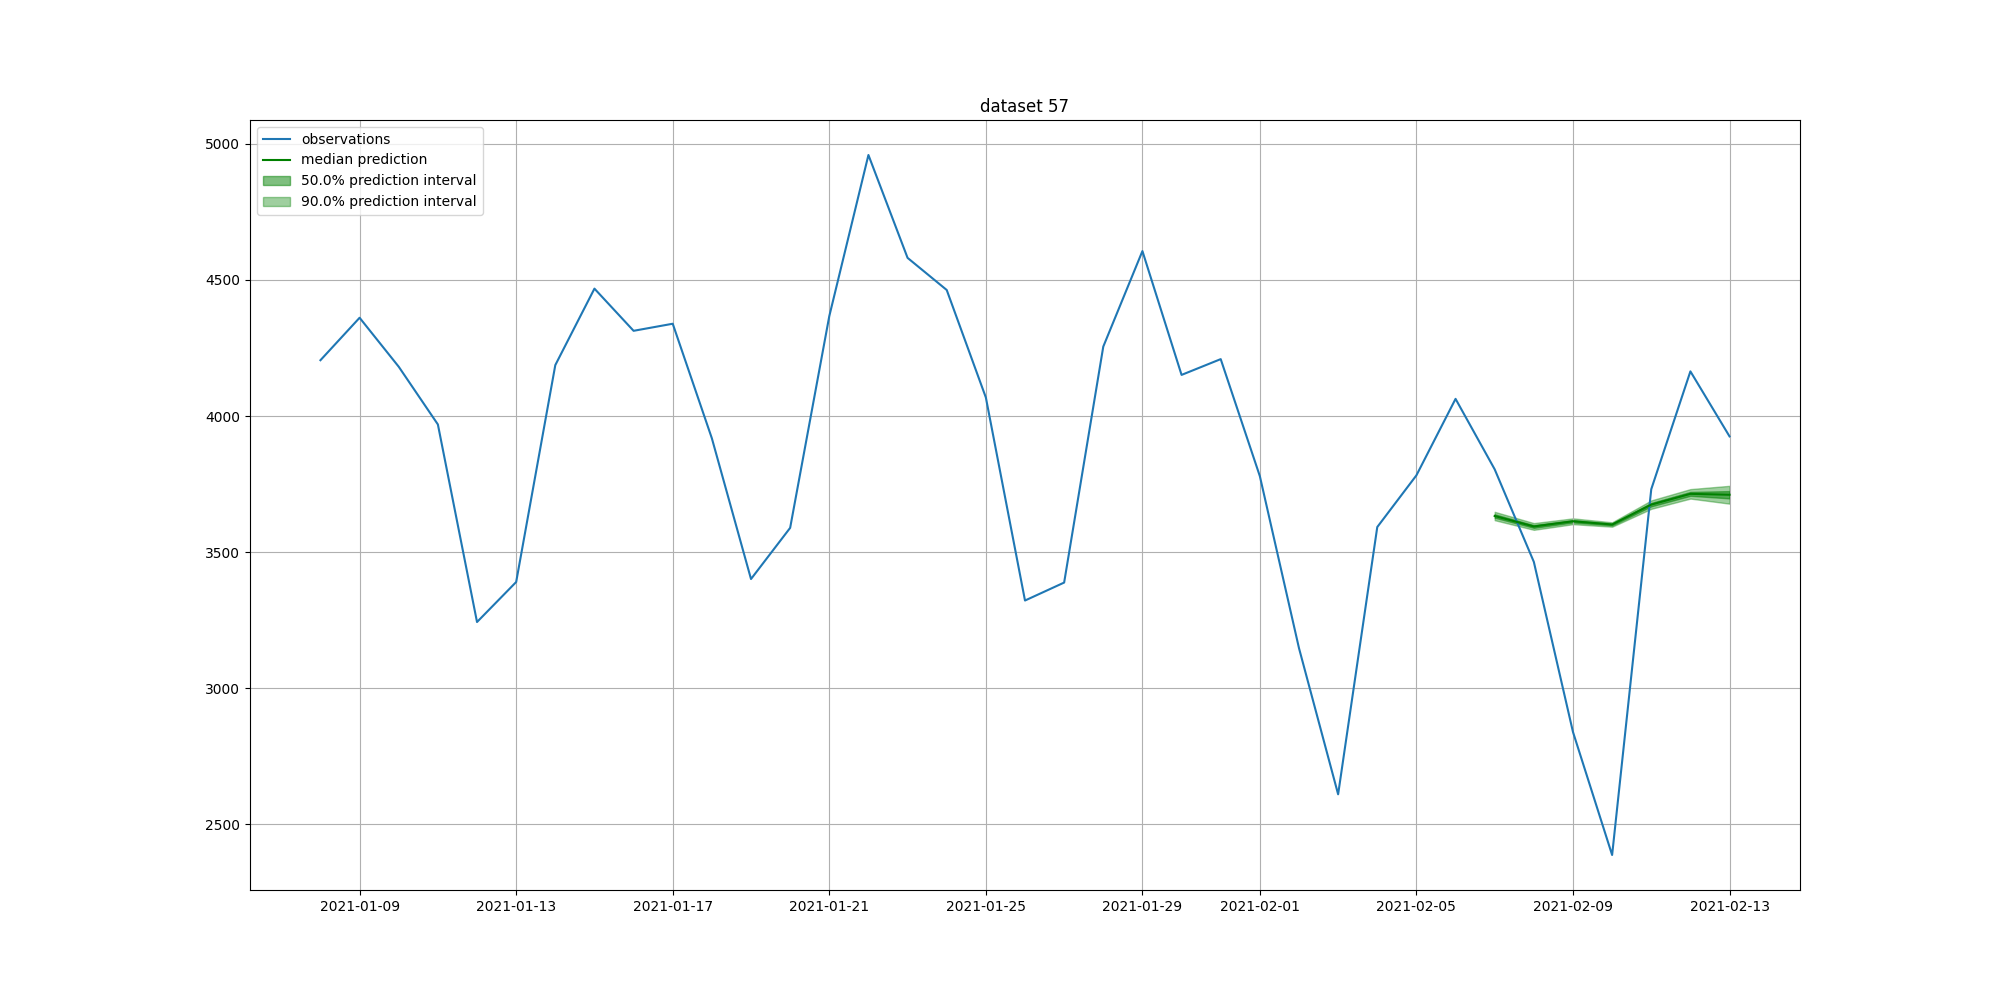 dataset 57
observations
median prediction
50.0% prediction interval
90.0% prediction interval
5000
4500
4000
3500
3000
2500
2021-01-09 2021-01-13 2021-01-17 2021-01-21 2021-01-25 2021-01-29 2021-02-01 2021-02-05 2021-02-09 2021-02-13